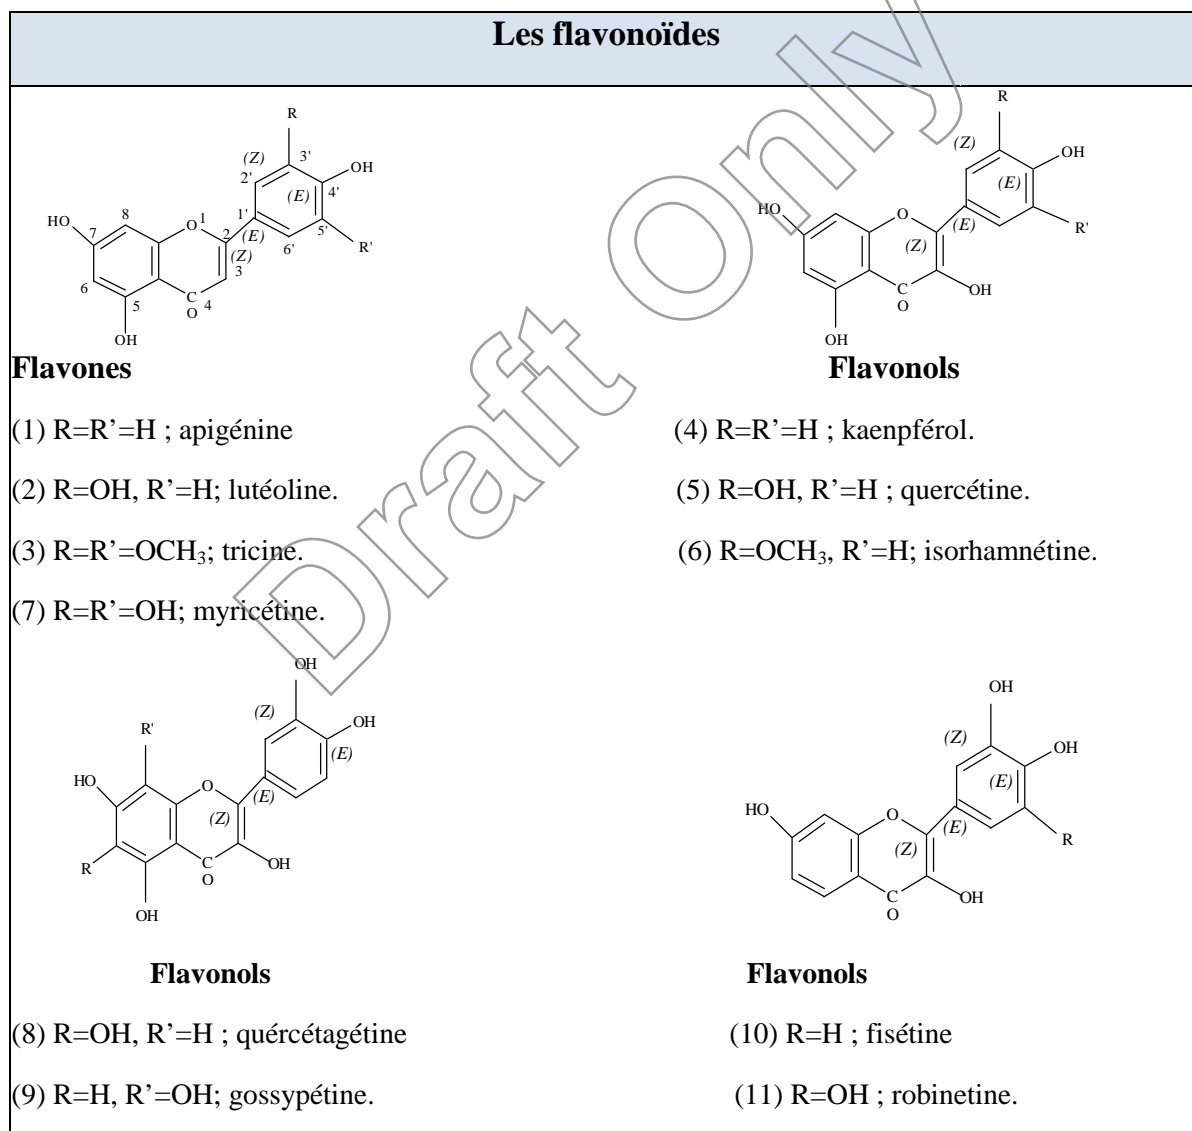 Les flavonoïdes
R
(Z)
3'
2'
OH
(E)
4'
HO
8
O
1
1'
7
2
(E)
5'
(Z)
6'
R'
3
6
5
C
4
O
OH
R
(Z)
OH
(E)
HO
O
(E)
R'
(Z)
C
O
OH
OH
Flavones
Flavonols
(1) R=R’=H ; apigénine
(4) R=R’=H ; kaenpférol.
(2) R=OH, R’=H; lutéoline.
(5) R=OH, R’=H ; quercétine.
(3) R=R’=OCH₃; tricine.
(6) R=OCH₃, R’=H; isorhamnétine.
(7) R=R’=OH; myricétine.
OH
R'
(Z)
OH
(E)
HO
O
(E)
(Z)
R
C
O
OH
OH
OH
(Z)
OH
(E)
HO
O
(E)
(Z)
R
C
O
OH
Flavonols
Flavonols
(8) R=OH, R’=H ; quércétagétine
(10) R=H ; fisétine
(9) R=H, R’=OH; gossypétine.
(11) R=OH ; robinetine.
Draft Only